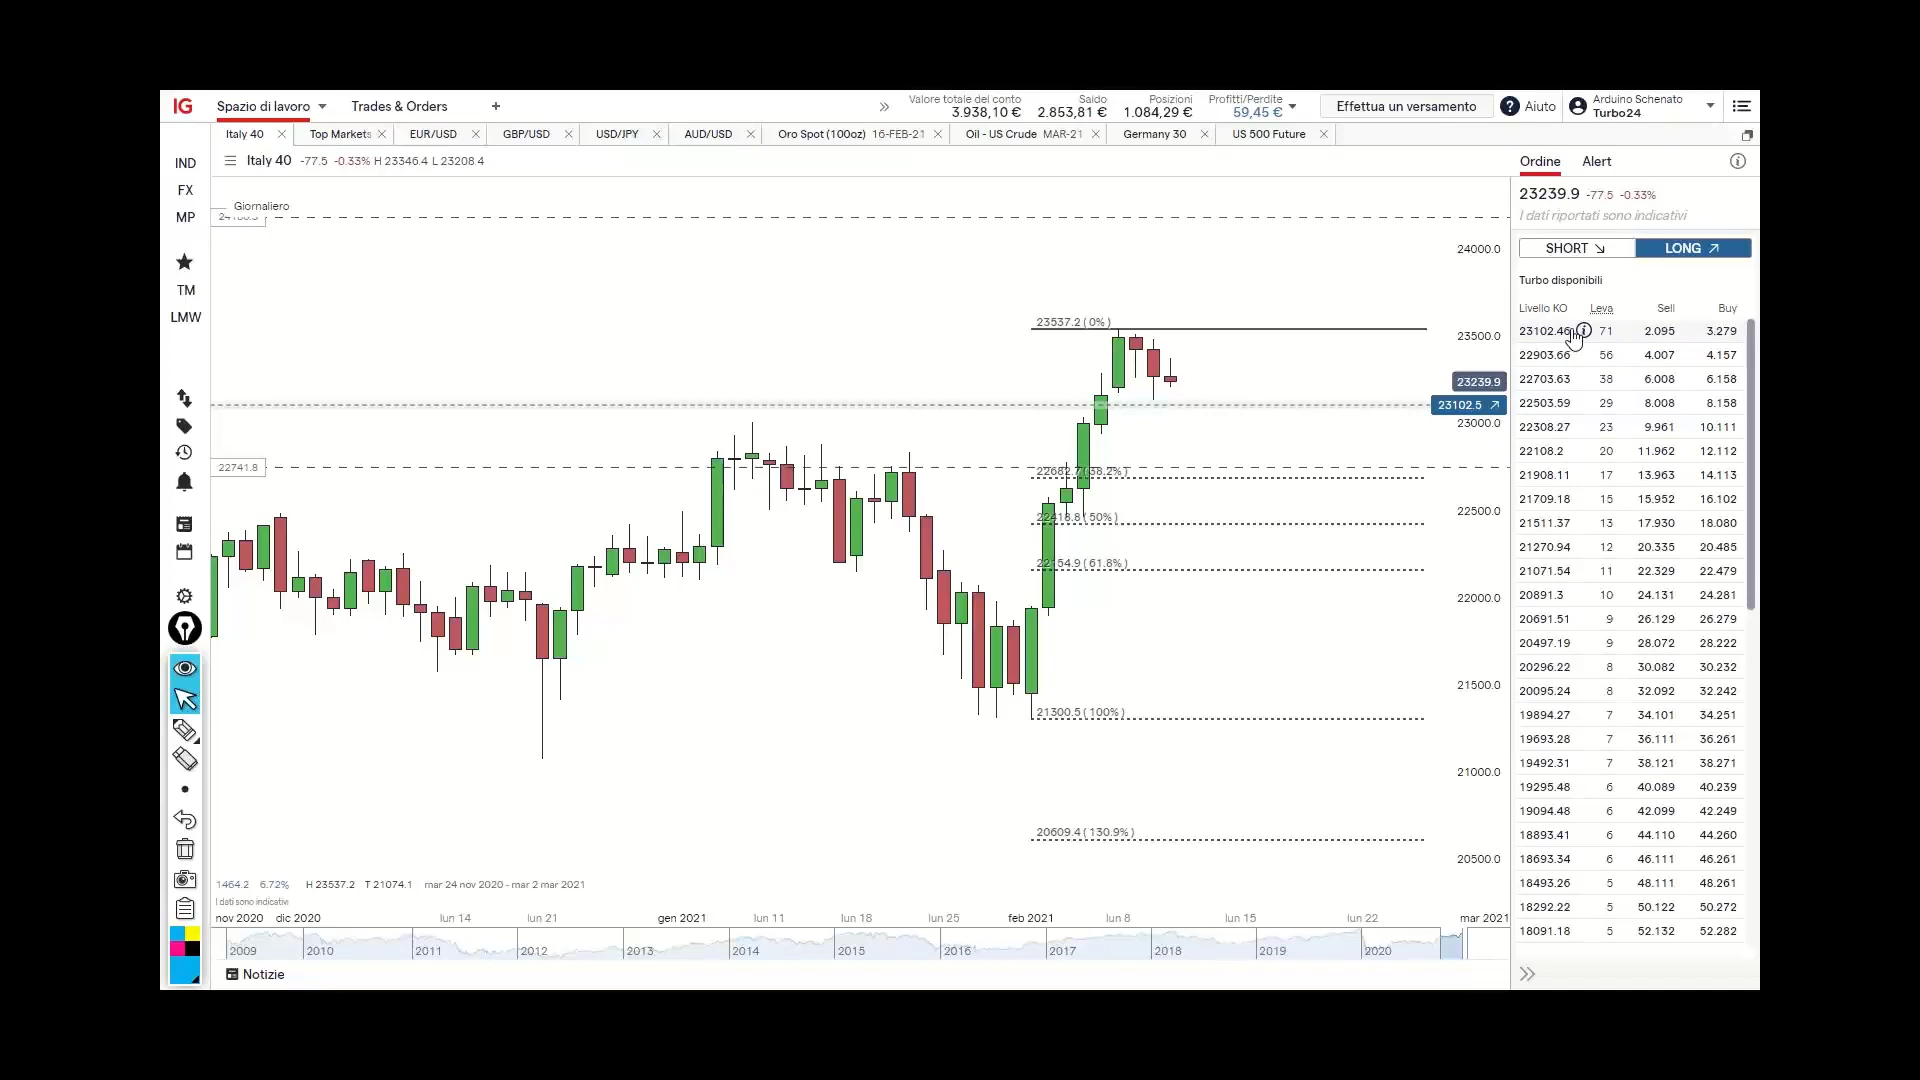 IG Spazio di lavoro Trades & Orders +
Valore totale del conto Saldo Posizioni Profitti/Perdite
3.938,10 € 2.853,81 € 1.084,29 € 59,45 €
Effettua un versamento
? Aiuto
Arduino Schenato
Turbo24
Italy 40 Top Markets EUR/USD GBP/USD USD/JPY AUD/USD Oro Spot (100oz) 16-FEB-21 Oil - US Crude MAR-21 Germany 30 US 500 Future
Italy 40 -77.5 -0.33% H 23346.4 L 23208.4
IND
FX
MP
TM
LMW
Giornaliero
24000.0
23537.2 ( 0% )
23500.0
23239.9
23102.5
23000.0
22741.8
22682.7 ( 38.2% )
22418.8 ( 50% )
22500.0
22154.9 ( 61.8% )
22000.0
21500.0
21300.5 ( 100% )
21000.0
20609.4 ( 130.9% )
20500.0
1464.2 6.72% H 23537.2 T 21074.1 mar 24 nov 2020 - mar 2 mar 2021
I dati sono indicativi
nov 2020 dic 2020 lun 14 lun 21 gen 2021 lun 11 lun 18 lun 25 feb 2021 lun 8 lun 15 lun 22 mar 2021
2009 2010 2011 2012 2013 2014 2015 2016 2017 2018 2019 2020
Notizie
Ordine Alert
23239.9 -77.5 -0.33%
I dati riportati sono indicativi
SHORT LONG
Turbo disponibili
Livello KO Leva Sell Buy
23102.46 71 2.095 3.279
22903.66 56 4.007 4.157
22703.63 38 6.008 6.158
22503.59 29 8.008 8.158
22308.27 23 9.961 10.111
22108.2 20 11.962 12.112
21908.11 17 13.963 14.113
21709.18 15 15.952 16.102
21511.37 13 17.930 18.080
21270.94 12 20.335 20.485
21071.54 11 22.329 22.479
20891.3 10 24.131 24.281
20691.51 9 26.129 26.279
20497.19 9 28.072 28.222
20296.22 8 30.082 30.232
20095.24 8 32.092 32.242
19894.27 7 34.101 34.251
19693.28 7 36.111 36.261
19492.31 7 38.121 38.271
19295.48 6 40.089 40.239
19094.48 6 42.099 42.249
18893.41 6 44.110 44.260
18693.34 6 46.111 46.261
18493.26 5 48.111 48.261
18292.22 5 50.122 50.272
18091.18 5 52.132 52.282